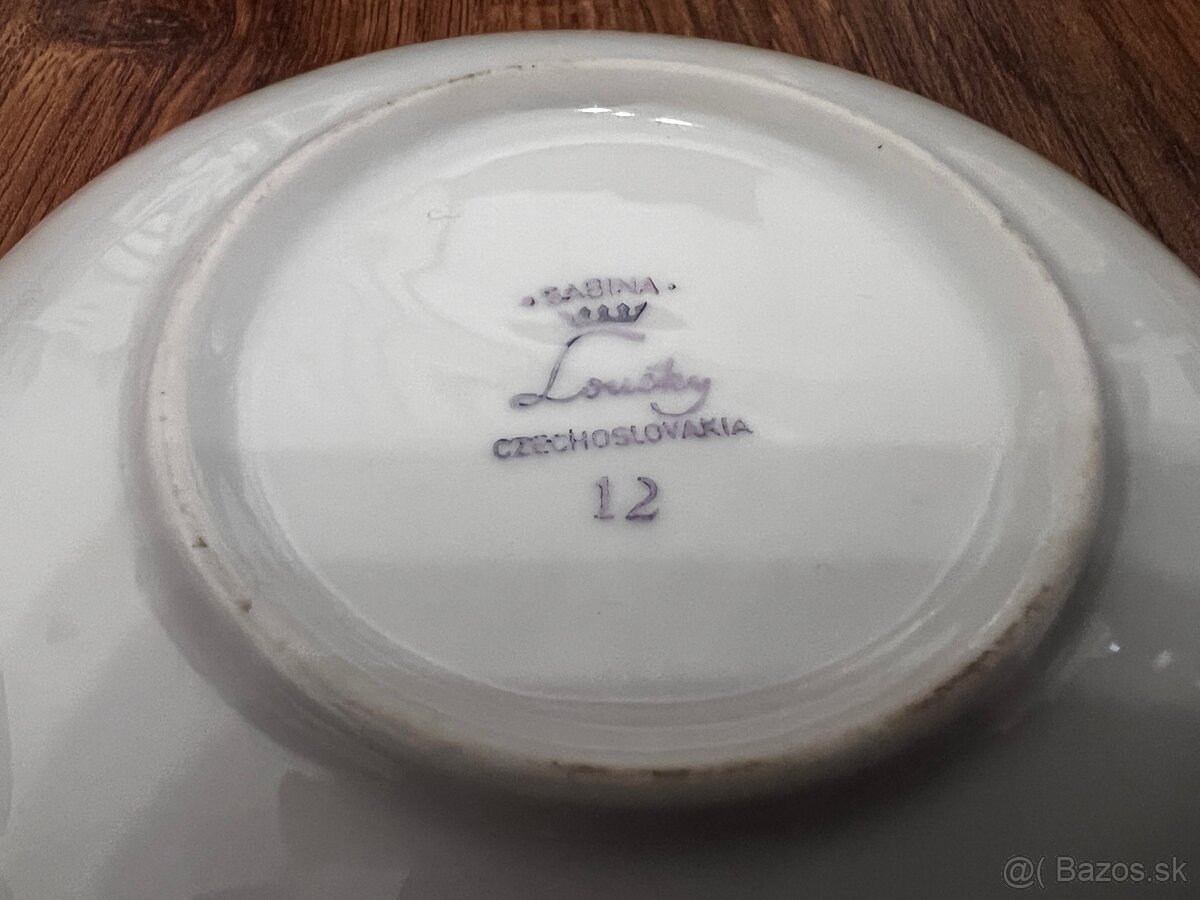 • SABINA •
Loučky
CZECHOSLOVAKIA
12
@( Bazos.sk